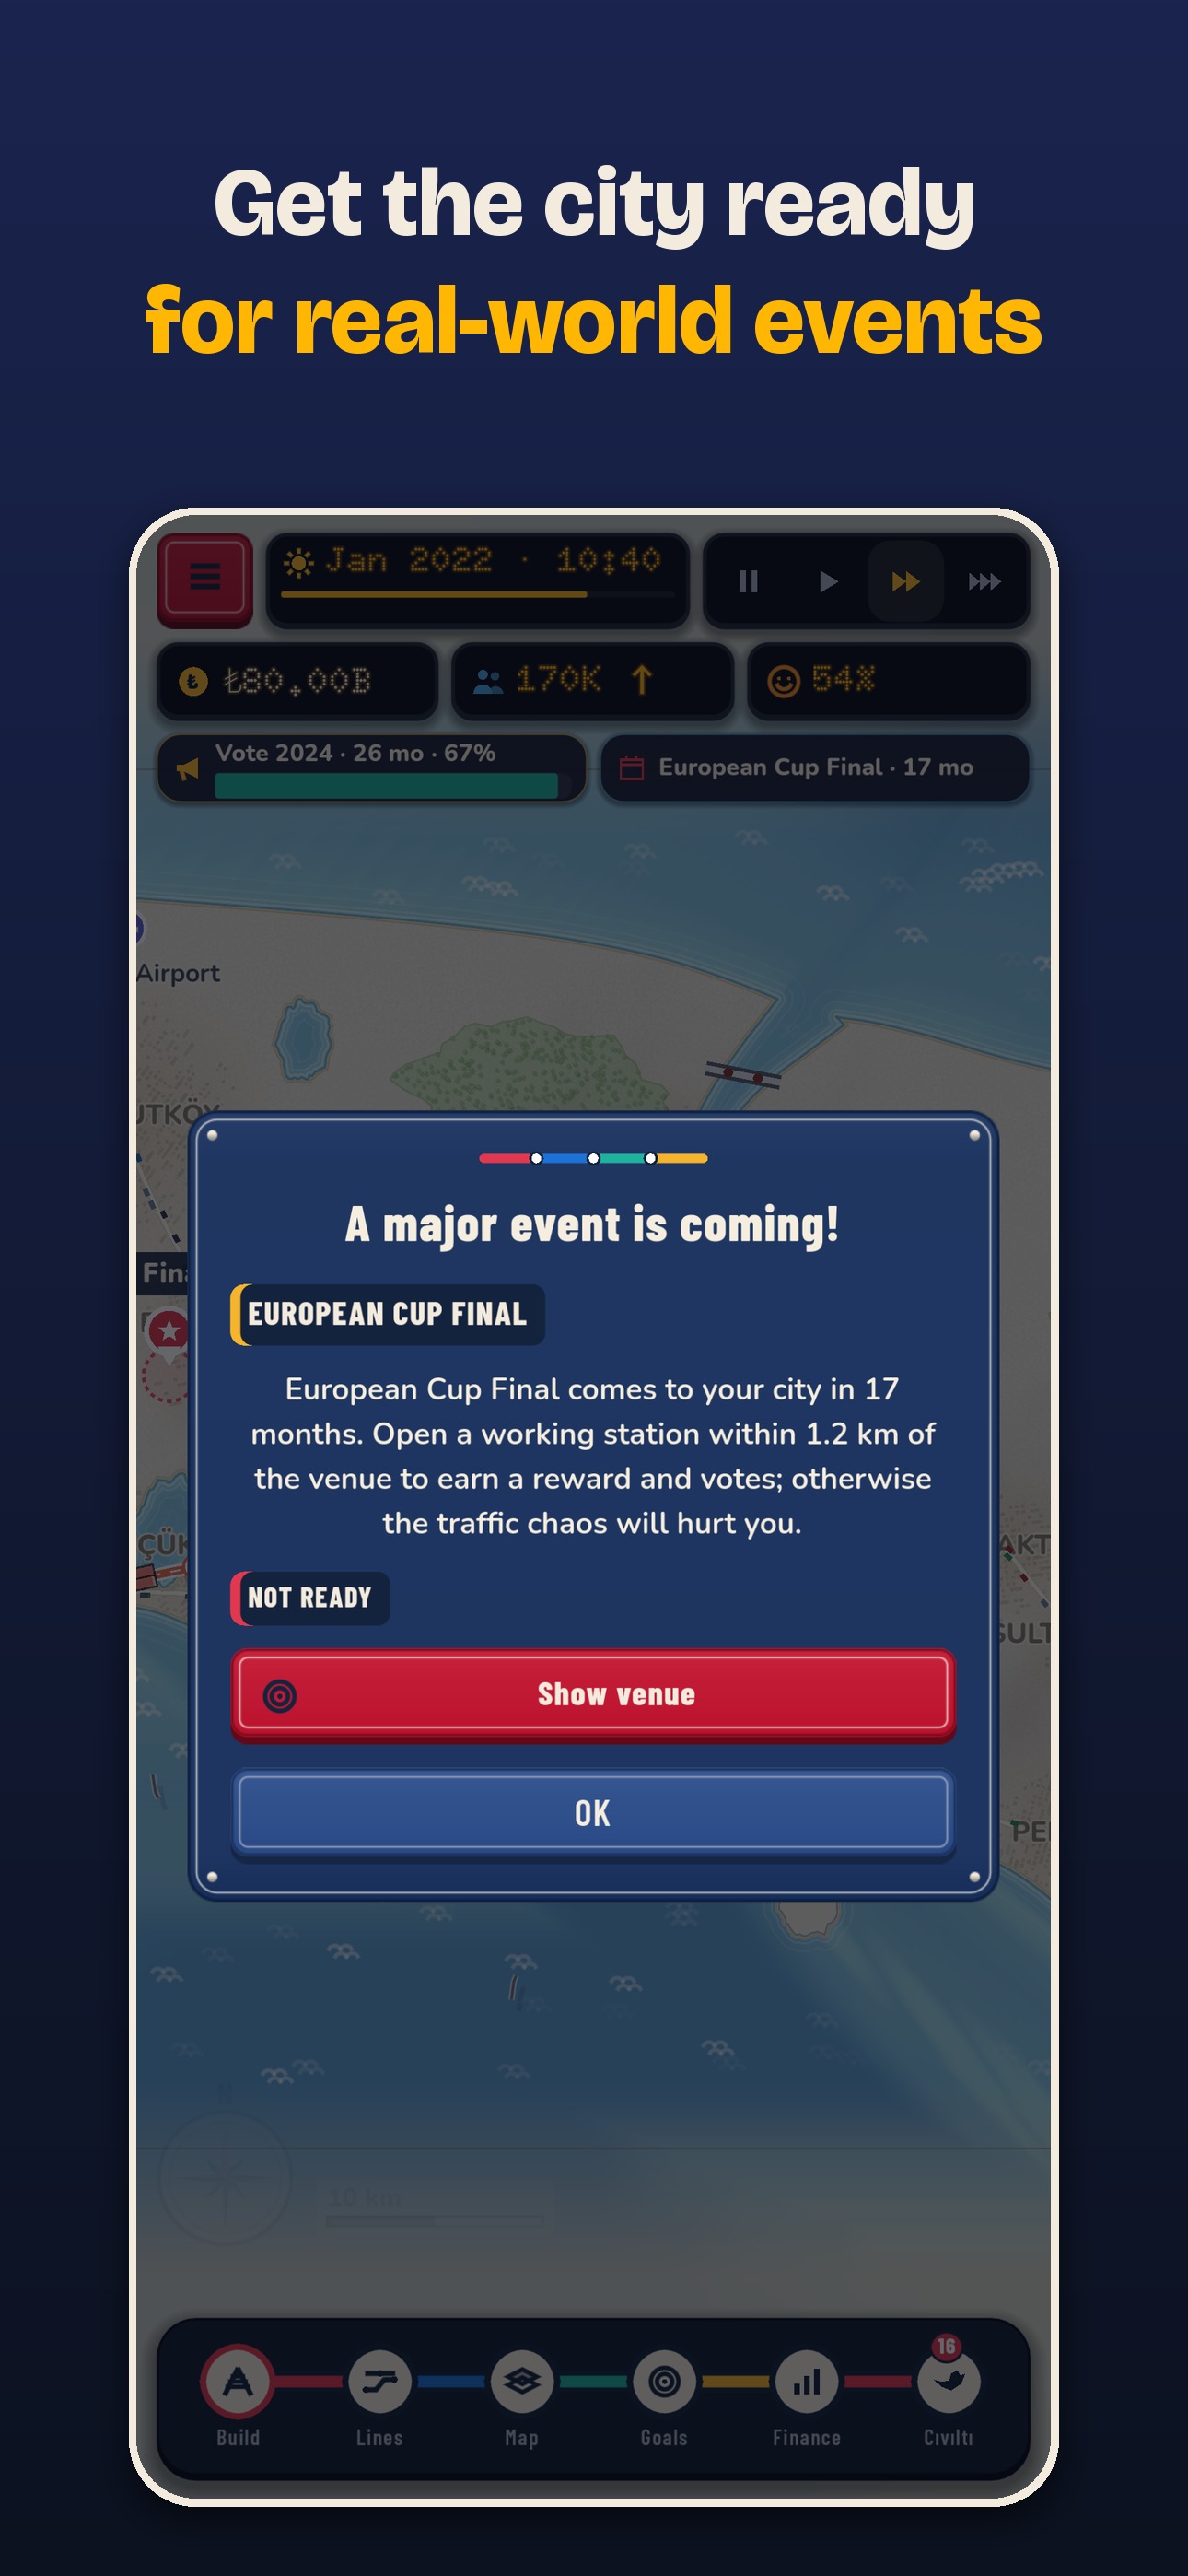 Get the city ready
for real-world events
Jan 2022 · 10:40
₺80.00B
170K ↑
54%
Vote 2024 · 26 mo · 67%
European Cup Final · 17 mo
Airport
A major event is coming!
EUROPEAN CUP FINAL
European Cup Final comes to your city in 17
months. Open a working station within 1.2 km of
the venue to earn a reward and votes; otherwise
the traffic chaos will hurt you.
NOT READY
Show venue
OK
10 km
16
Build
Lines
Map
Goals
Finance
Cıvıltı